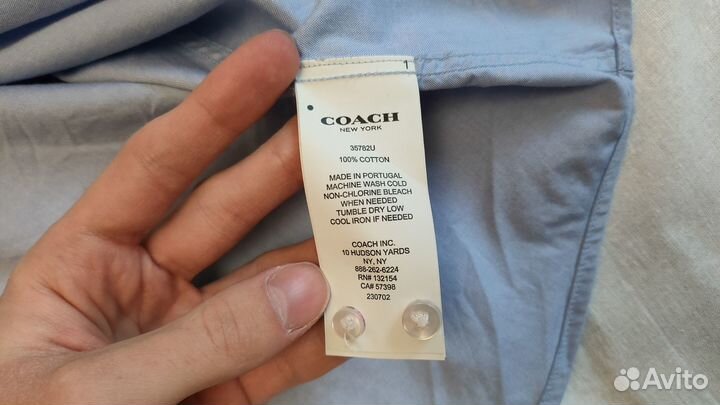 1
COACH
NEW YORK
35782U
100% COTTON
MADE IN PORTUGAL
MACHINE WASH COLD
NON-CHLORINE BLEACH
WHEN NEEDED
TUMBLE DRY LOW
COOL IRON IF NEEDED
COACH INC.
10 HUDSON YARDS
NY, NY
888-262-6224
RN# 132154
CA# 57398
230702
Avito